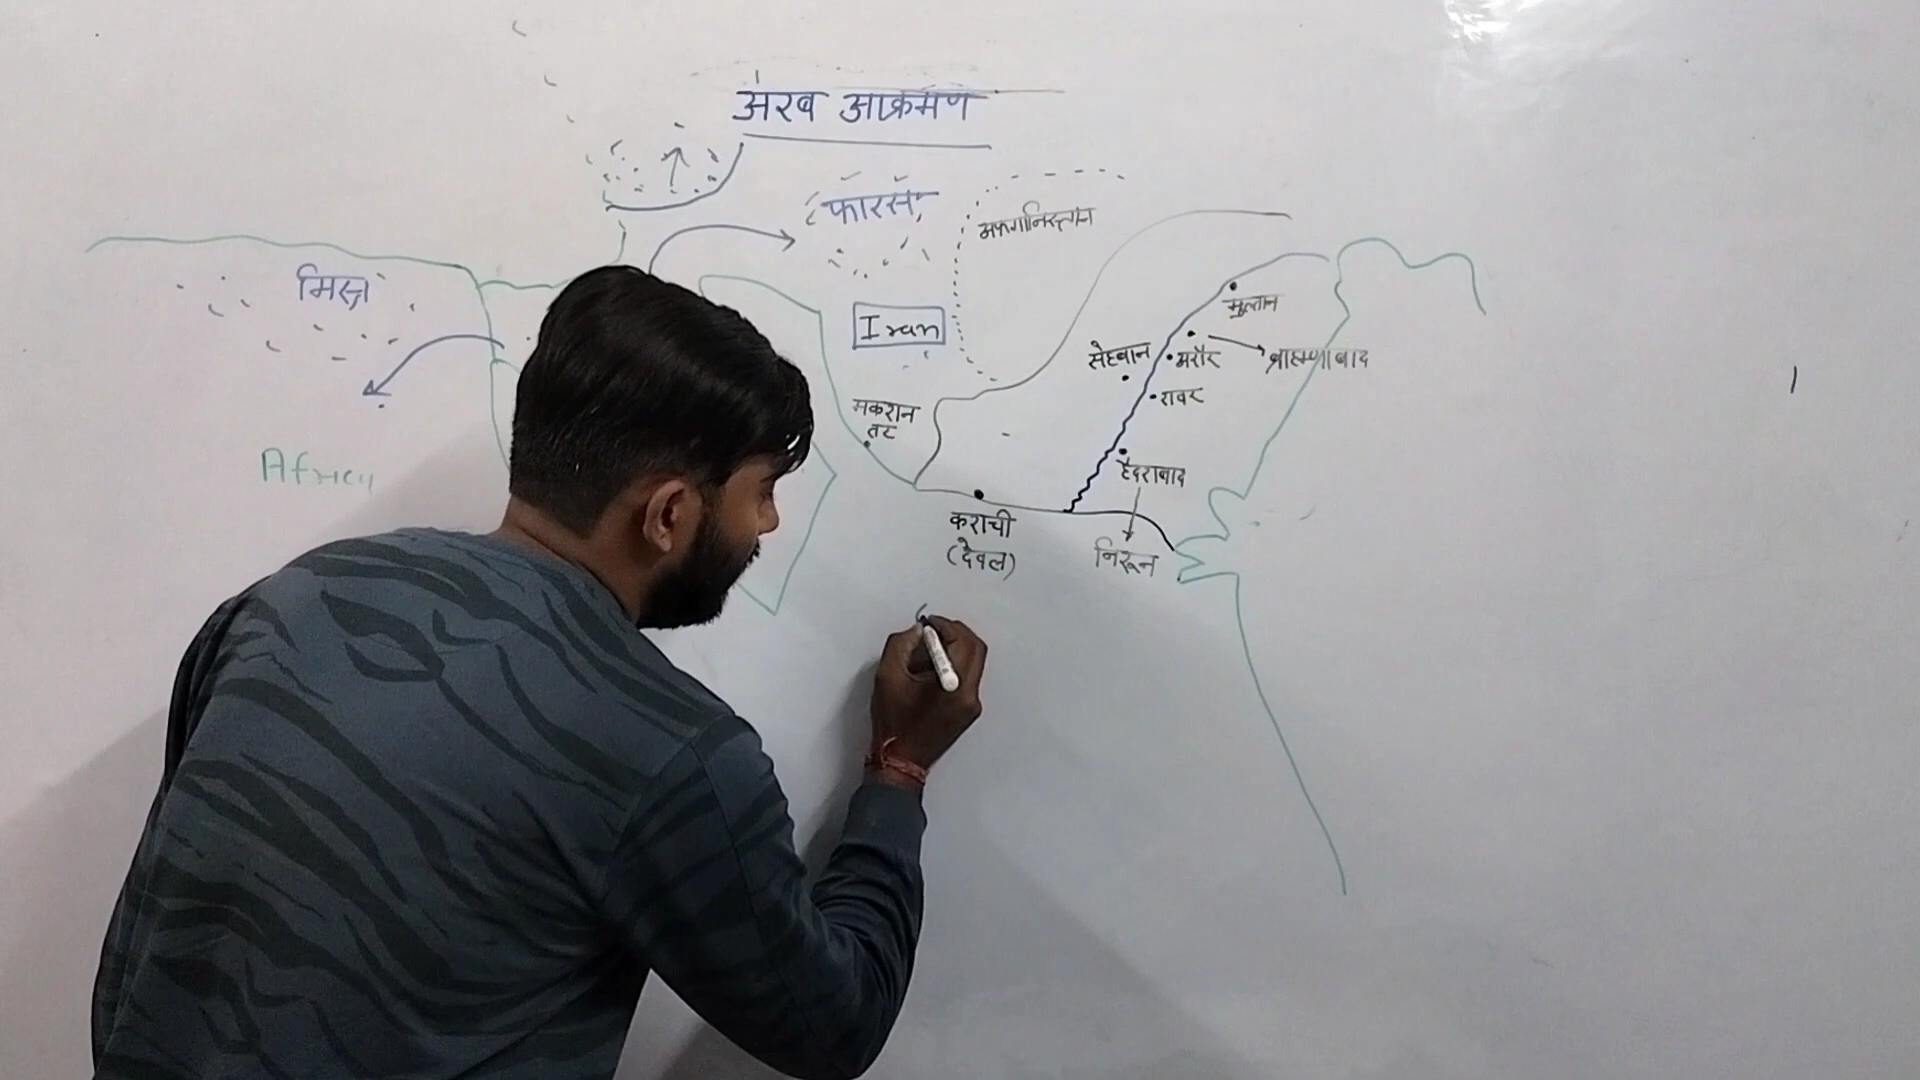 अरब आक्रमण
फारस
अफगानिस्तान
मिस्र
मुल्तान
Iran
सेहवान
अरौर
ब्राह्मणाबाद
रावर
मकरान
तट
Africa
हैदराबाद
कराची
(देवल)
निरून